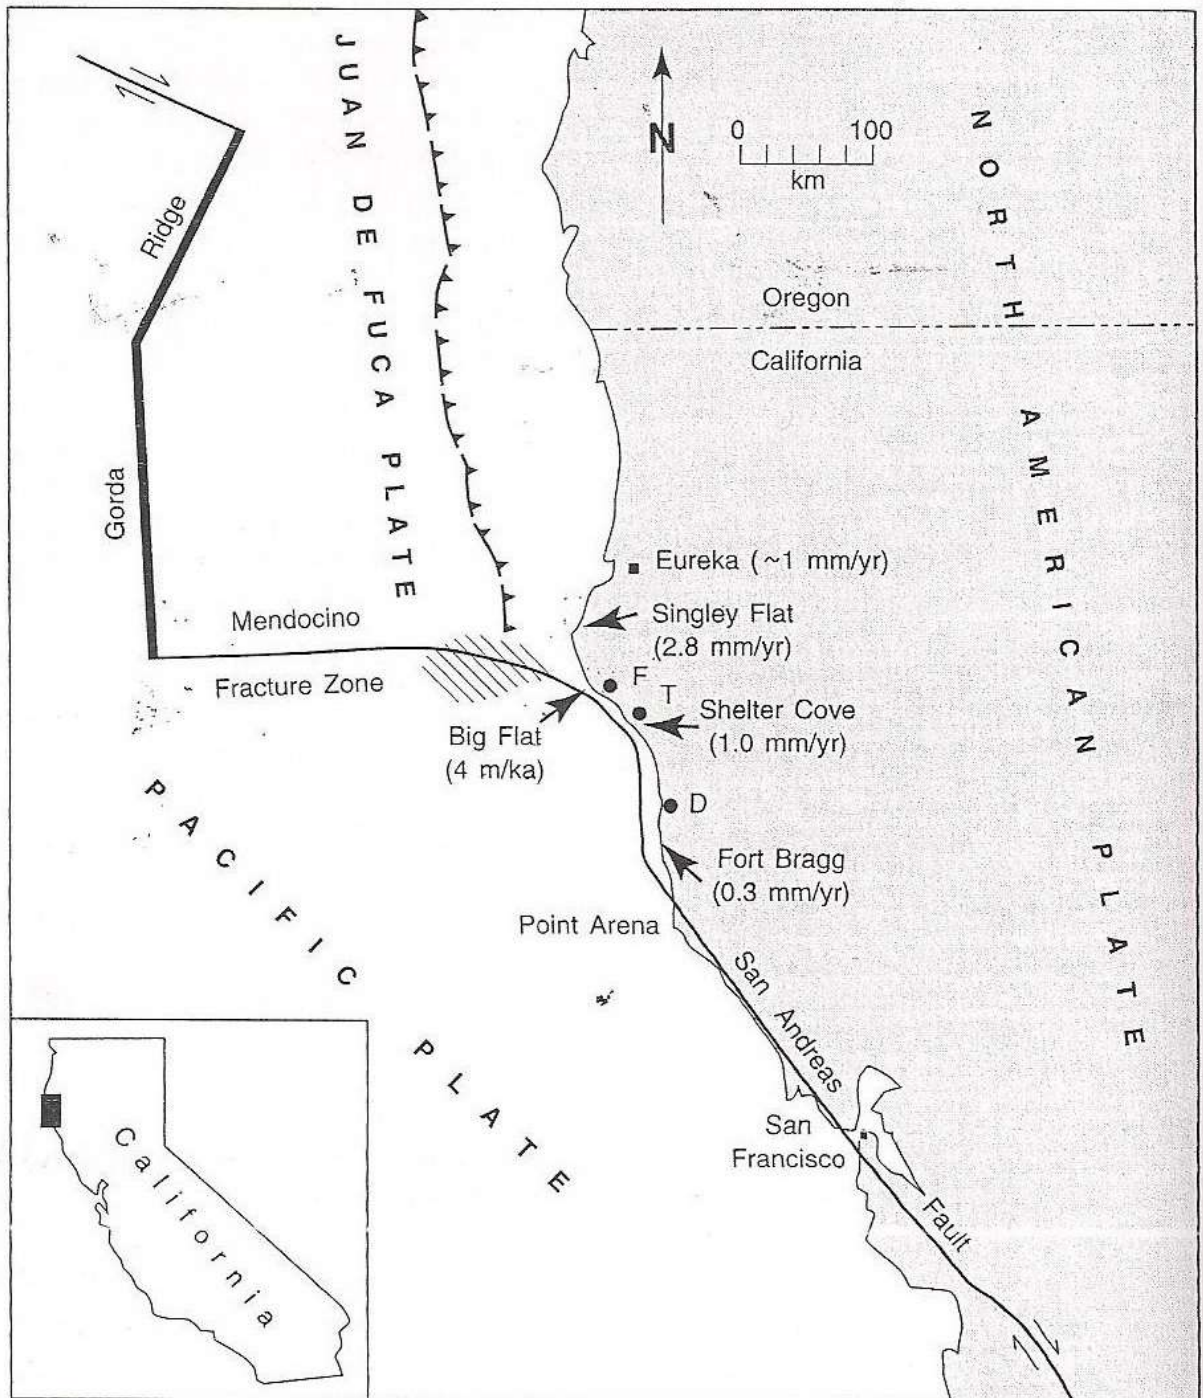 JUAN DE FUCA PLATE
N
0 100
km
NORTH AMERICAN PLATE
Ridge
Oregon
California
Gorda
Eureka (~1 mm/yr)
Mendocino
Singley Flat
(2.8 mm/yr)
Fracture Zone
F
T
Shelter Cove
(1.0 mm/yr)
Big Flat
(4 m/ka)
D
PACIFIC PLATE
Fort Bragg
(0.3 mm/yr)
Point Arena
San Andreas Fault
San
Francisco
California